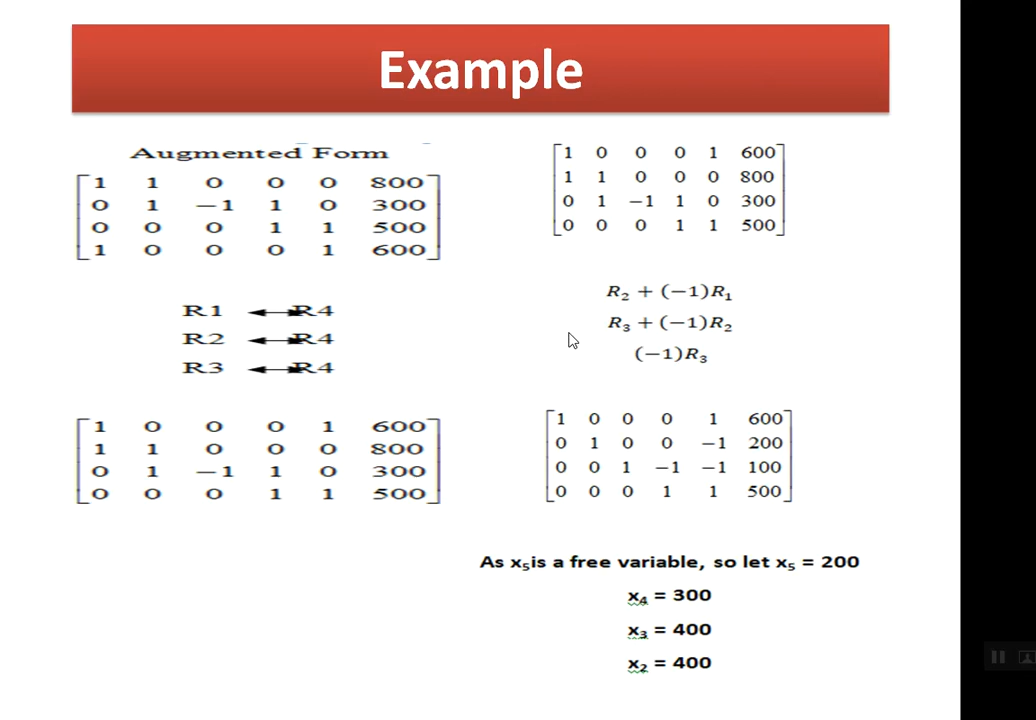 Example
Augmented Form
1 1 0 0 0 800
0 1 −1 1 0 300
0 0 0 1 1 500
1 0 0 0 1 600
R1 R4
R2 R4
R3 R4
1 0 0 0 1 600
1 1 0 0 0 800
0 1 −1 1 0 300
0 0 0 1 1 500
1 0 0 0 1 600
1 1 0 0 0 800
0 1 −1 1 0 300
0 0 0 1 1 500
R₂ + (−1)R₁
R₃ + (−1)R₂
(−1)R₃
1 0 0 0 1 600
0 1 0 0 −1 200
0 0 1 −1 −1 100
0 0 0 1 1 500
As x₅is a free variable, so let x₅ = 200
x₄ = 300
x₃ = 400
x₂ = 400